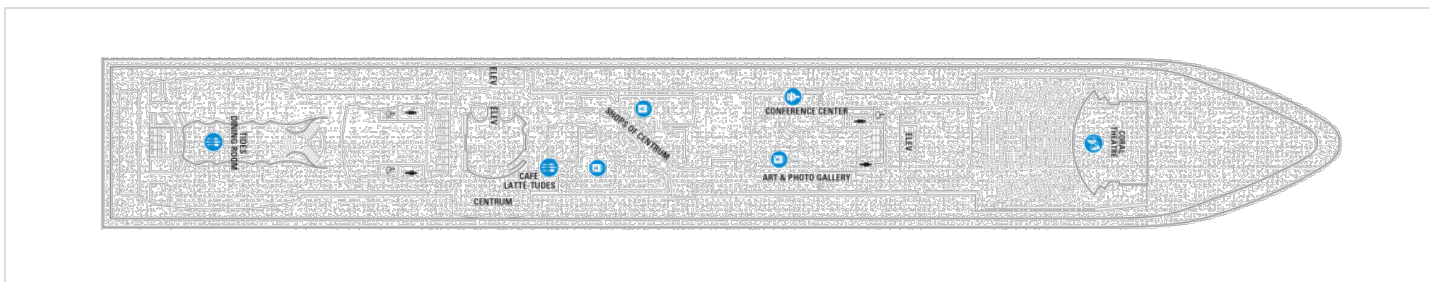 TIDES
DINING ROOM
ELEV
ELEV
CAFÉ
LATTE-TUDES
CENTRUM
SHOPS OF CENTRUM
CONFERENCE CENTER
ART & PHOTO GALLERY
ELEV
CORAL
THEATRE